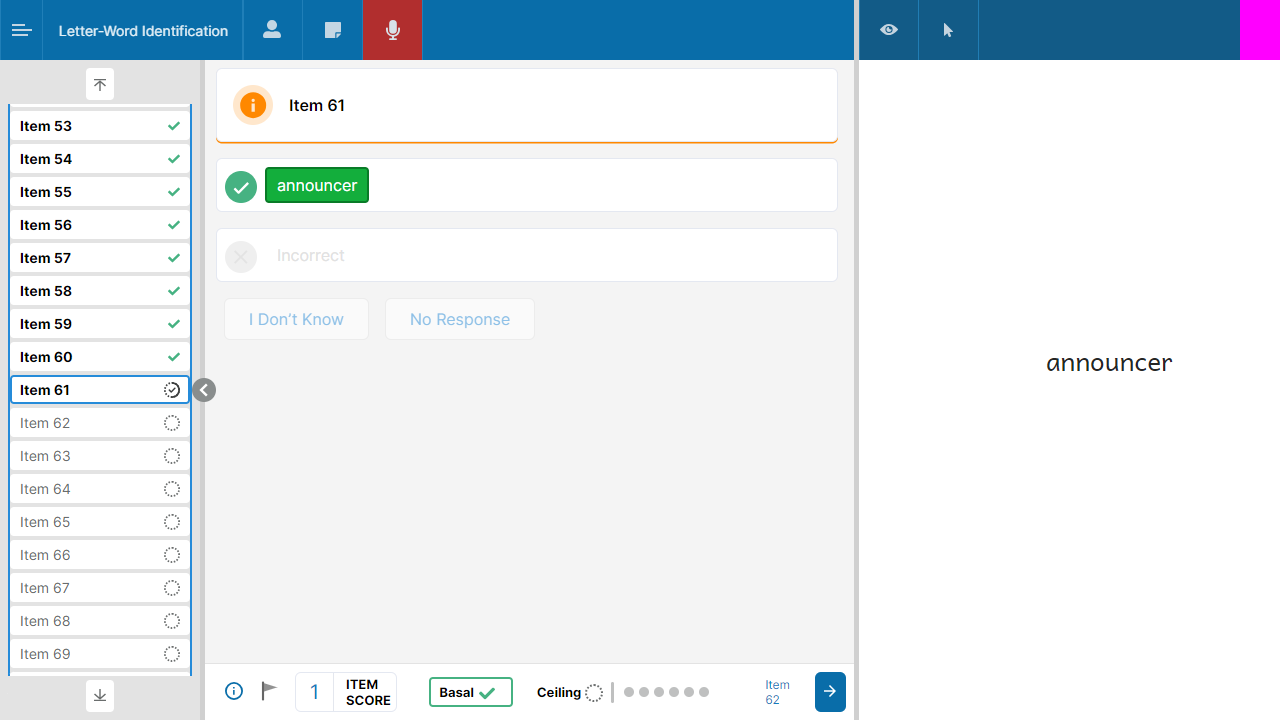 Letter-Word Identification
Item 53
Item 54
Item 55
Item 56
Item 57
Item 58
Item 59
Item 60
Item 61
Item 62
Item 63
Item 64
Item 65
Item 66
Item 67
Item 68
Item 69
Item 61
announcer
Incorrect
I Don't Know
No Response
1
ITEM
SCORE
Basal
Ceiling
Item
62
announcer